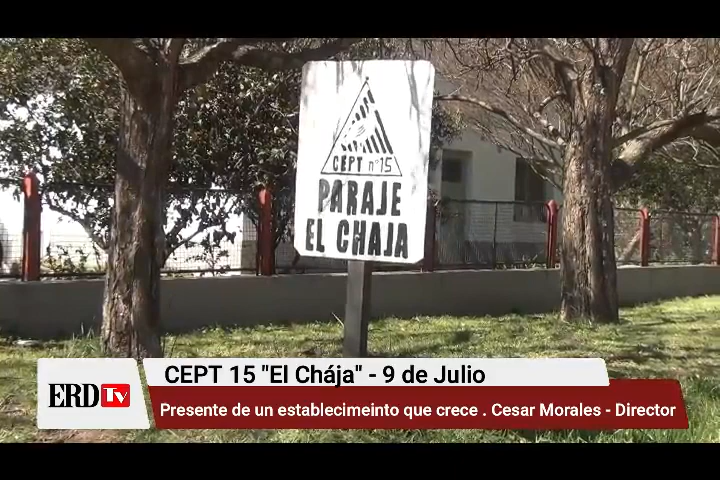 CEPT nº15
PARAJE
EL CHAJA
ERD TV
CEPT 15 "El Chája" - 9 de Julio
Presente de un establecimeinto que crece . Cesar Morales - Director